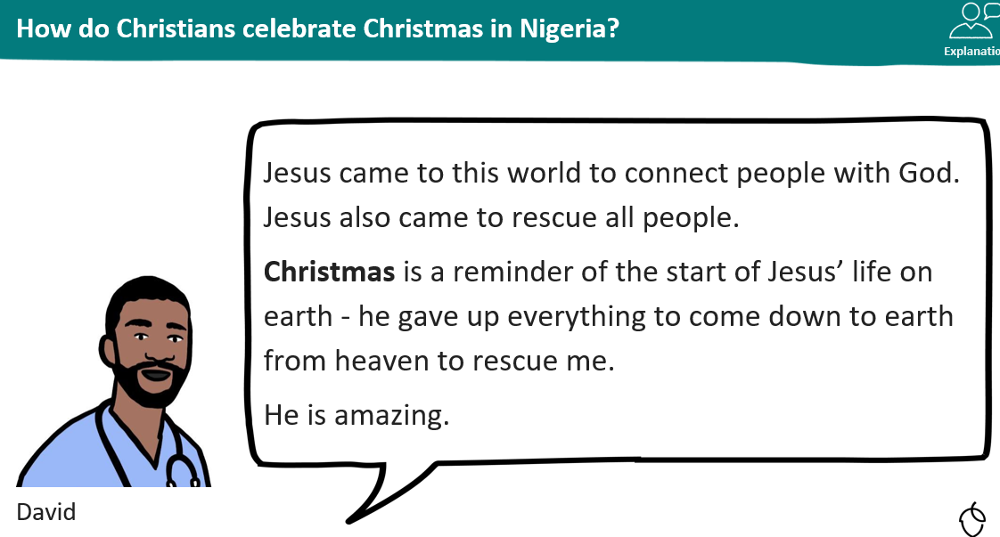 How do Christians celebrate Christmas in Nigeria?
Explanatio
Jesus came to this world to connect people with God.
Jesus also came to rescue all people.
Christmas is a reminder of the start of Jesus’ life on
earth - he gave up everything to come down to earth
from heaven to rescue me.
He is amazing.
David